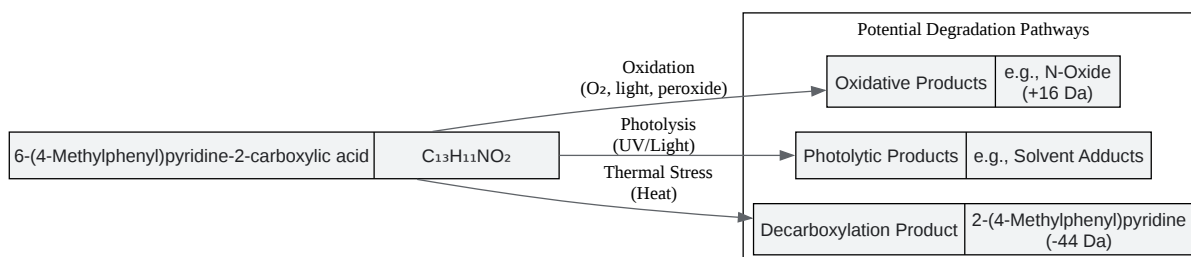 Potential Degradation Pathways
Oxidation
(O₂, light, peroxide)
Oxidative Products
e.g., N-Oxide
(+16 Da)
6-(4-Methylphenyl)pyridine-2-carboxylic acid
C₁₃H₁₁NO₂
Photolysis
(UV/Light)
Photolytic Products
e.g., Solvent Adducts
Thermal Stress
(Heat)
Decarboxylation Product
2-(4-Methylphenyl)pyridine
(-44 Da)